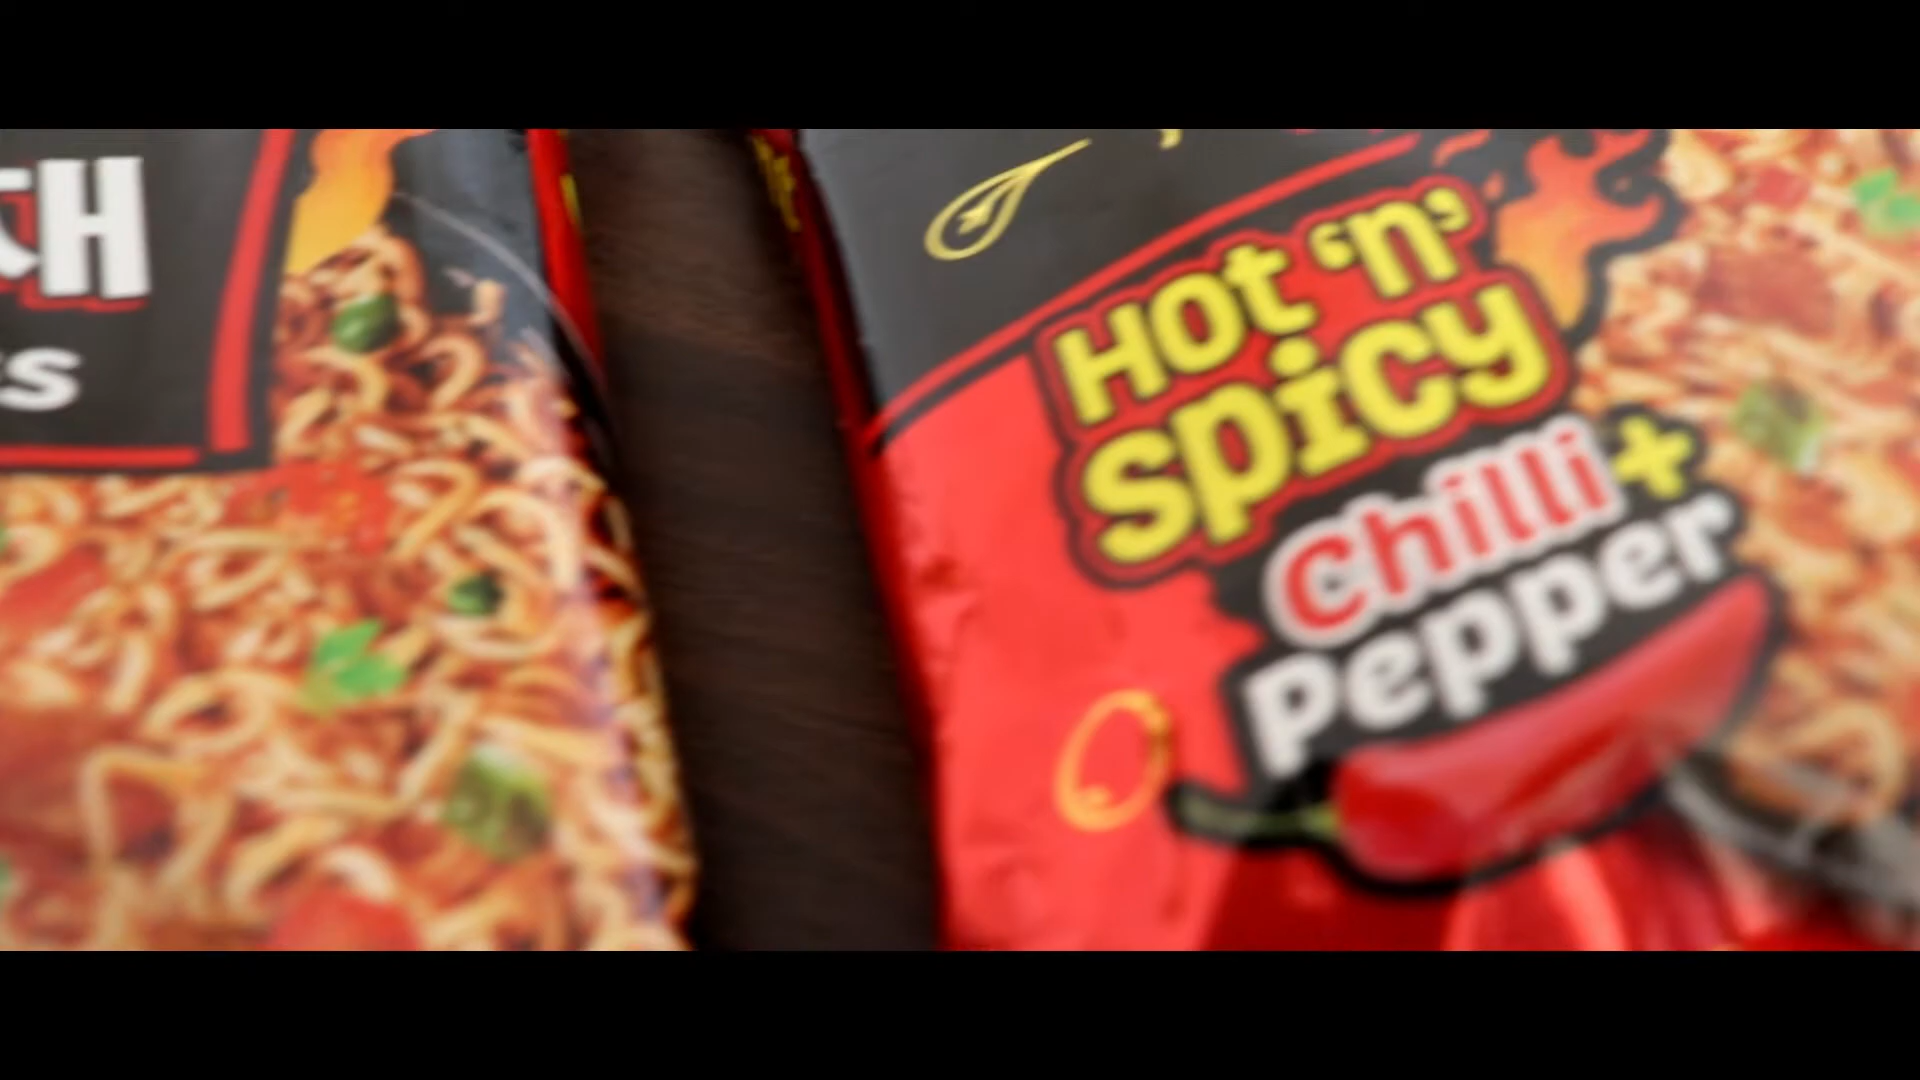 H
s
Hot 'n'
spicy
Chilli+
Pepper